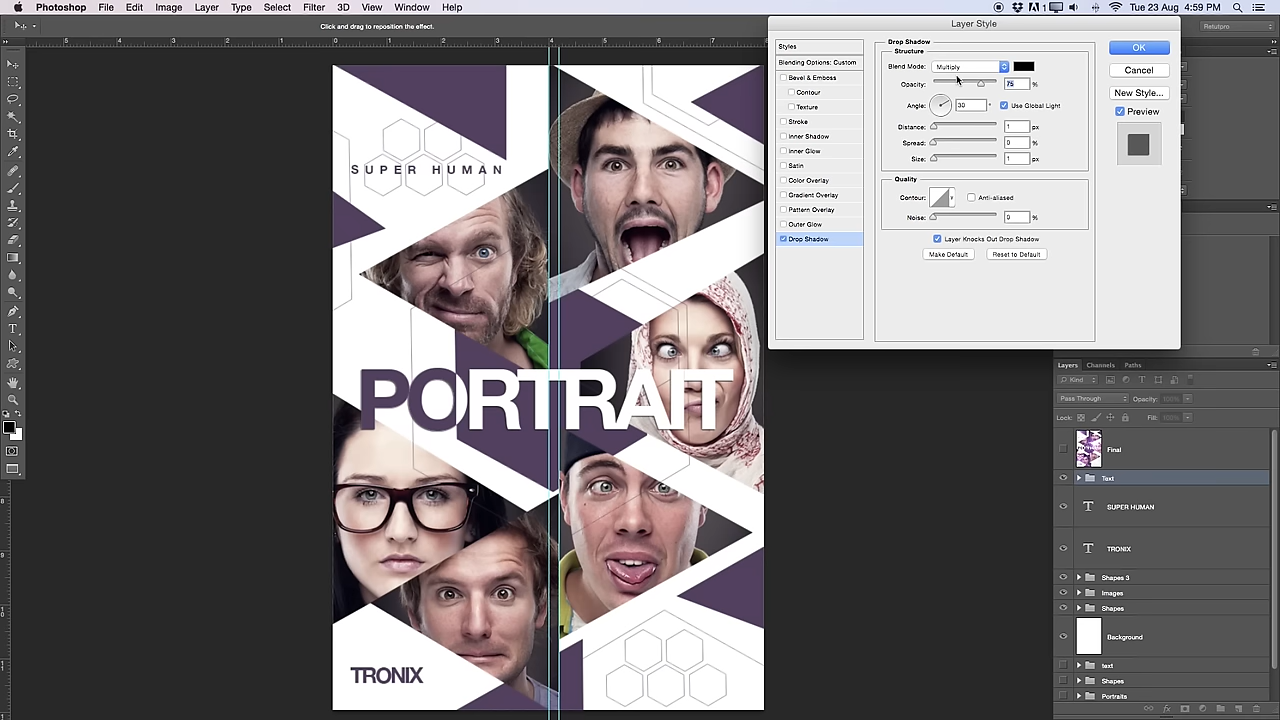 Photoshop File Edit Image Layer Type Select Filter 3D View Window Help
1 Tue 23 Aug 4:59 PM
Click and drag to reposition the effect.
Layer Style
Styles
Blending Options: Custom
Bevel & Emboss
Contour
Texture
Stroke
Inner Shadow
Inner Glow
Satin
Color Overlay
Gradient Overlay
Pattern Overlay
Outer Glow
Drop Shadow
Drop Shadow
Structure
Blend Mode: Multiply
Opacity: 75 %
Angle: 30 ° Use Global Light
Distance: 1 px
Spread: 0 %
Size: 1 px
Quality
Contour: Anti-aliased
Noise: 0 %
Layer Knocks Out Drop Shadow
Make Default Reset to Default
OK
Cancel
New Style...
Preview
SUPER HUMAN
PORTRAIT
TRONIX
Layers Channels Paths
Kind
Pass Through Opacity: 100%
Lock: Fill: 100%
Final
Text
SUPER HUMAN
TRONIX
Shapes 3
Images
Shapes
Background
text
Shapes
Portraits